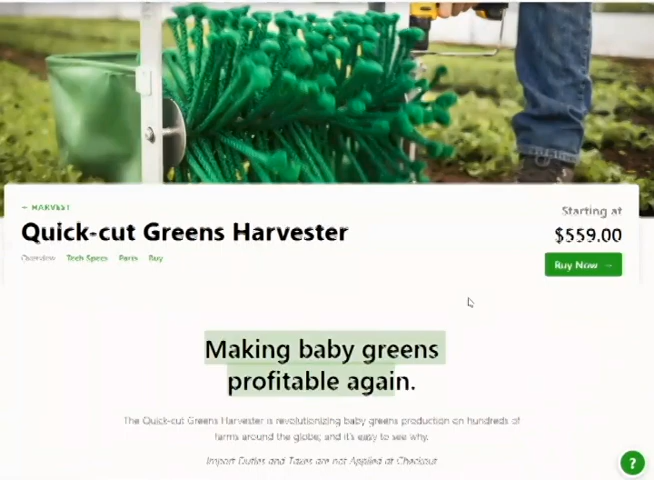 ← HARVEST
Quick-cut Greens Harvester
Overview Tech Specs Parts Buy
Starting at
$559.00
Buy Now →
Making baby greens
profitable again.
The Quick-cut Greens Harvester is revolutionizing baby greens production on hundreds of
farms around the globe; and it's easy to see why.
Import Duties and Taxes are not Applied at Checkout
?